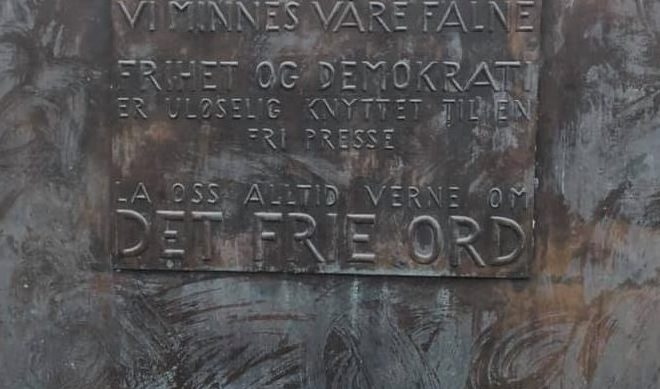 VI MINNES VÅRE FALNE
FRIHET OG DEMOKRATI
ER ULØSELIG KNYTTET TIL EN
FRI PRESSE
LA OSS ALLTID VERNE OM
DET FRIE ORD